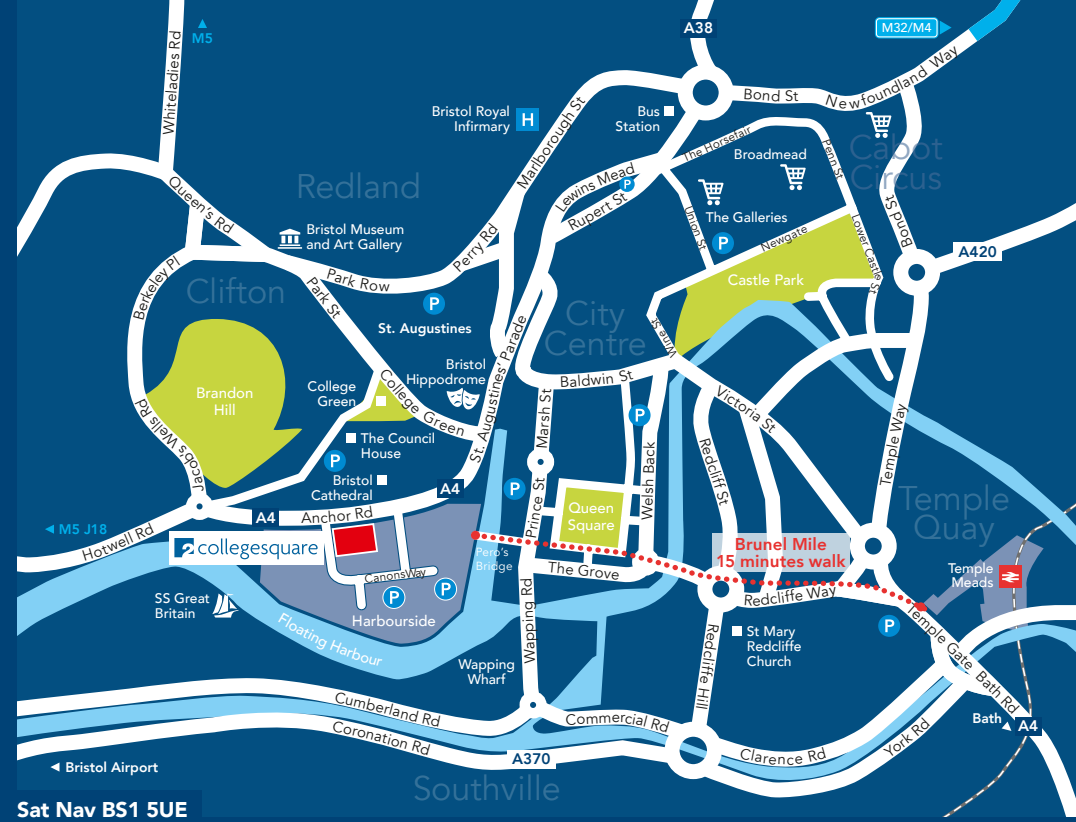 A38
M32/M4
M5
Whiteladies Rd
Bond St
Newfoundland Way
Bristol Royal
Infirmary
H
Bus
Station
Marlborough St
The Horsefair
Broadmead
Penn St
Cabot
Circus
Redland
Lewins Mead
P
Rupert St
Queen's Rd
The Galleries
Union St
Bond St
Bristol Museum
and Art Gallery
Perry Rd
P
Newgate
Lower Castle St
A420
Berkeley Pl
Clifton
Park Row
Park St
Castle Park
P
St. Augustines
City
Centre
St. Augustines' Parade
Wine St
Bristol
Hippodrome
Baldwin St
Brandon
Hill
College
Green
College Green
Marsh St
P
Victoria St
Jacob's Wells Rd
The Council
House
P
Bristol
Cathedral
Welsh Back
Redcliff St
Temple Way
A4
P
Prince St
Queen
Square
Temple
Quay
A4
Anchor Rd
M5 J18
Hotwell Rd
collegesquare
Pero's
Bridge
Brunel Mile
15 minutes walk
The Grove
Canons Way
Temple
Meds
P
P
Redcliffe Way
SS Great
Britain
Harbourside
Floating Harbour
Wapping Rd
P
Temple Gate
St Mary
Redcliffe
Church
Redcliffe Hill
Wapping
Wharf
Bath Rd
Cumberland Rd
Commercial Rd
Bath
A4
Coronation Rd
A370
Clarence Rd
York Rd
Bristol Airport
Southville
Sat Nav BS1 5UE